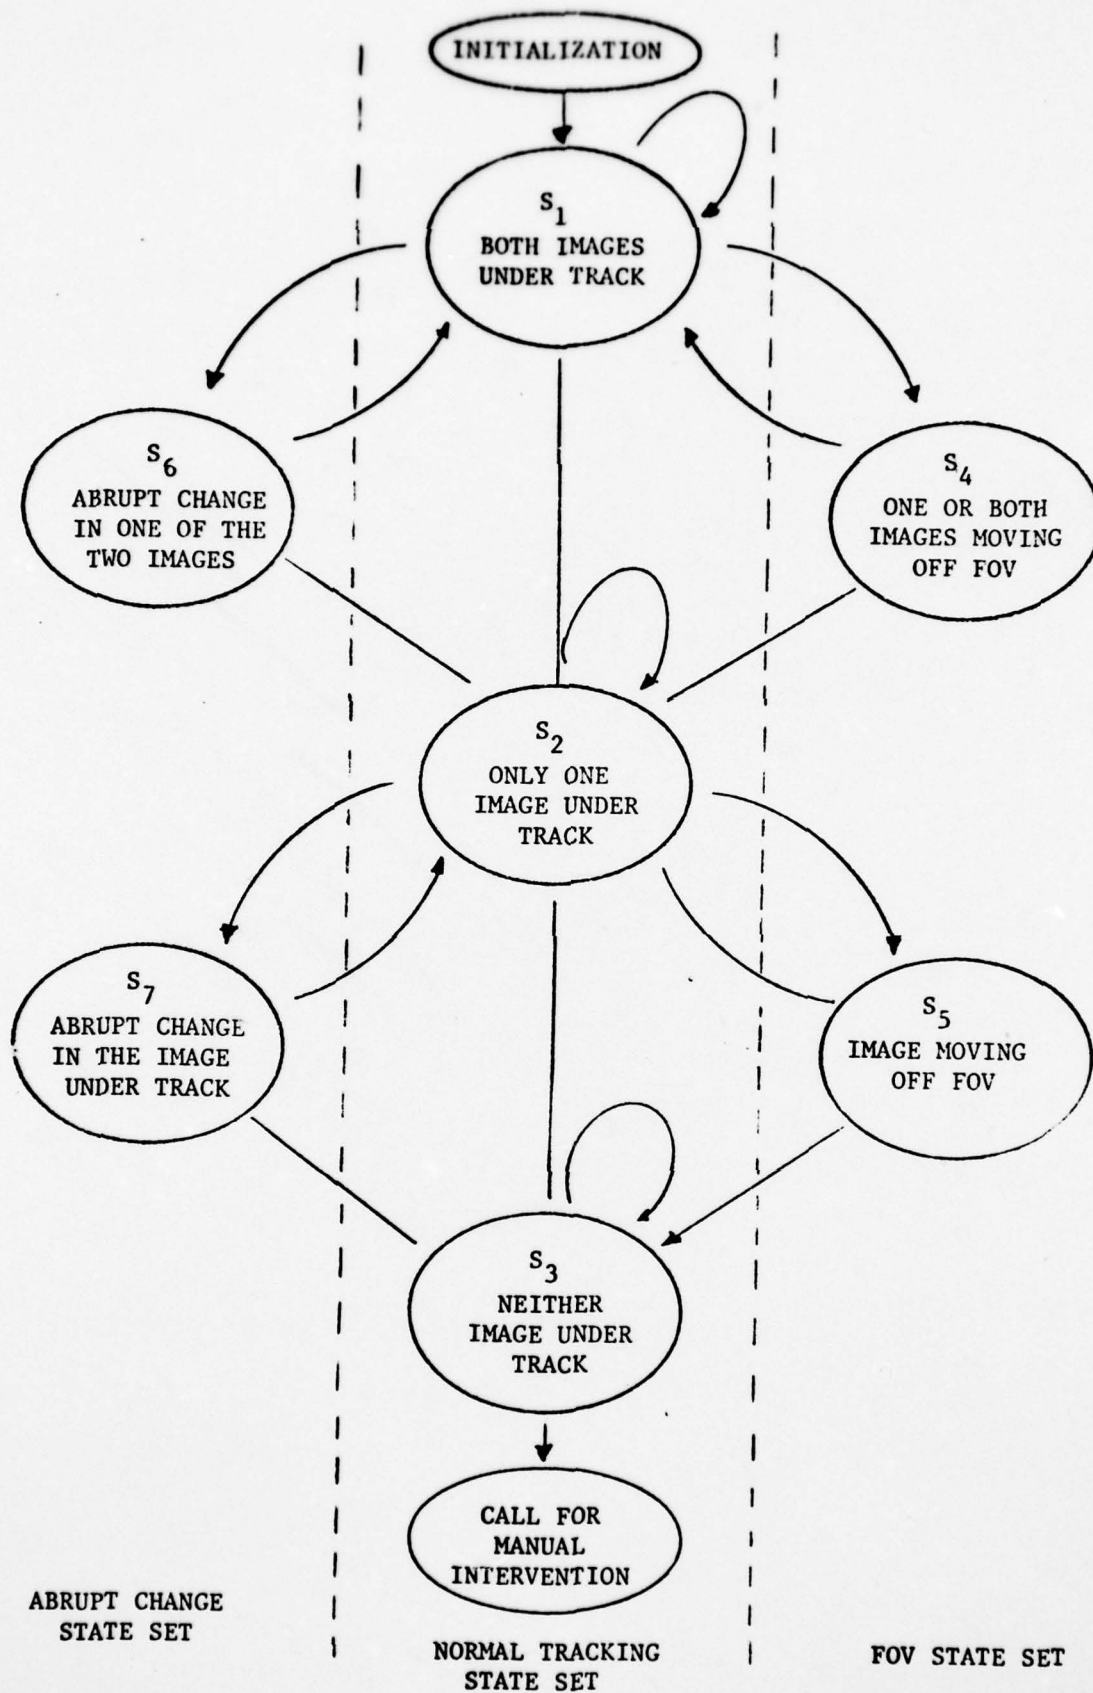 INITIALIZATION
S1
BOTH IMAGES
UNDER TRACK
S6
ABRUPT CHANGE
IN ONE OF THE
TWO IMAGES
S4
ONE OR BOTH
IMAGES MOVING
OFF FOV
S2
ONLY ONE
IMAGE UNDER
TRACK
S7
ABRUPT CHANGE
IN THE IMAGE
UNDER TRACK
S5
IMAGE MOVING
OFF FOV
S3
NEITHER
IMAGE UNDER
TRACK
CALL FOR
MANUAL
INTERVENTION
ABRUPT CHANGE
STATE SET
NORMAL TRACKING
STATE SET
FOV STATE SET